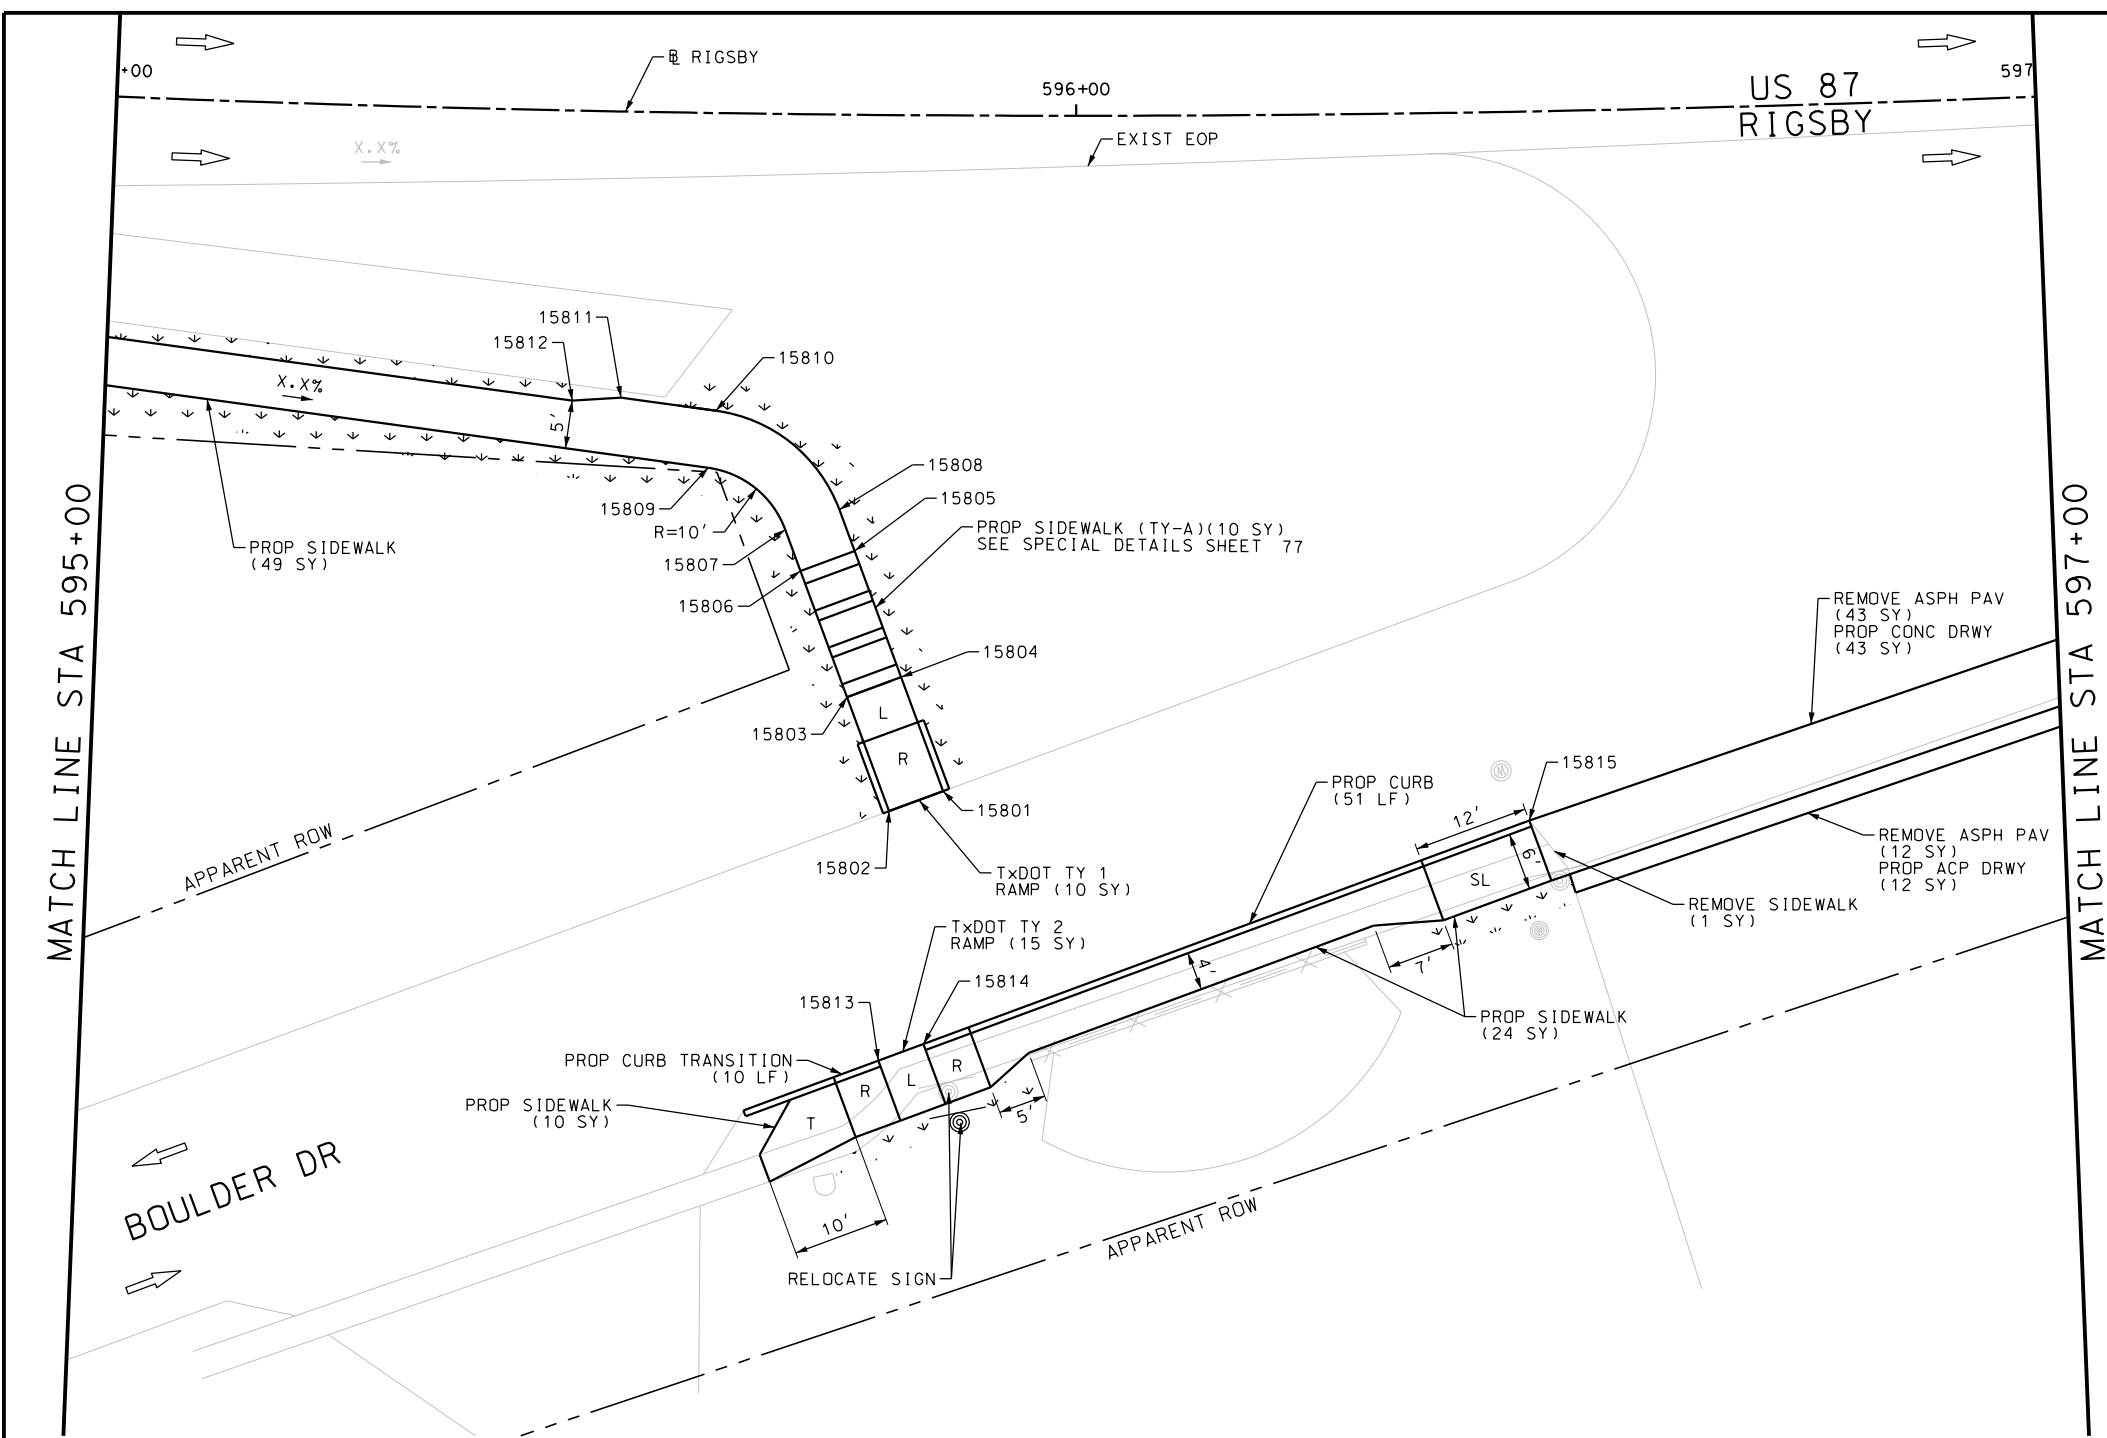 +00
℄ RIGSBY
596+00
597
US 87
RIGSBY
EXIST EOP
X.X%
15811
15812
15810
X.X%
5'
15808
15805
15809
R=10'
PROP SIDEWALK (TY-A)(10 SY)
SEE SPECIAL DETAILS SHEET 77
PROP SIDEWALK
(49 SY)
15807
15806
MATCH LINE STA 595+00
MATCH LINE STA 597+00
REMOVE ASPH PAV
(43 SY)
PROP CONC DRWY
(43 SY)
15804
L
15803
R
15815
PROP CURB
(51 LF)
15801
12'
6'
REMOVE ASPH PAV
(12 SY)
PROP ACP DRWY
(12 SY)
APPARENT ROW
15802
TxDOT TY 1
RAMP (10 SY)
SL
REMOVE SIDEWALK
(1 SY)
TxDOT TY 2
RAMP (15 SY)
4'
7'
15814
15813
PROP SIDEWALK
(24 SY)
PROP CURB TRANSITION
(10 LF)
R
L
R
PROP SIDEWALK
(10 SY)
T
5'
BOULDER DR
10'
APPARENT ROW
RELOCATE SIGN
W